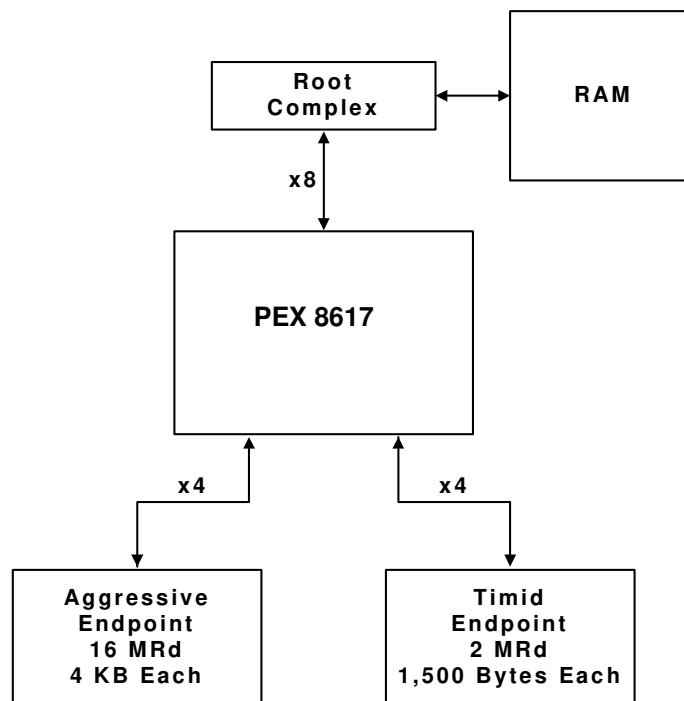 Root
Complex
RAM
x8
PEX 8617
x4
x4
Aggressive
Endpoint
16 MRd
4 KB Each
Timid
Endpoint
2 MRd
1,500 Bytes Each